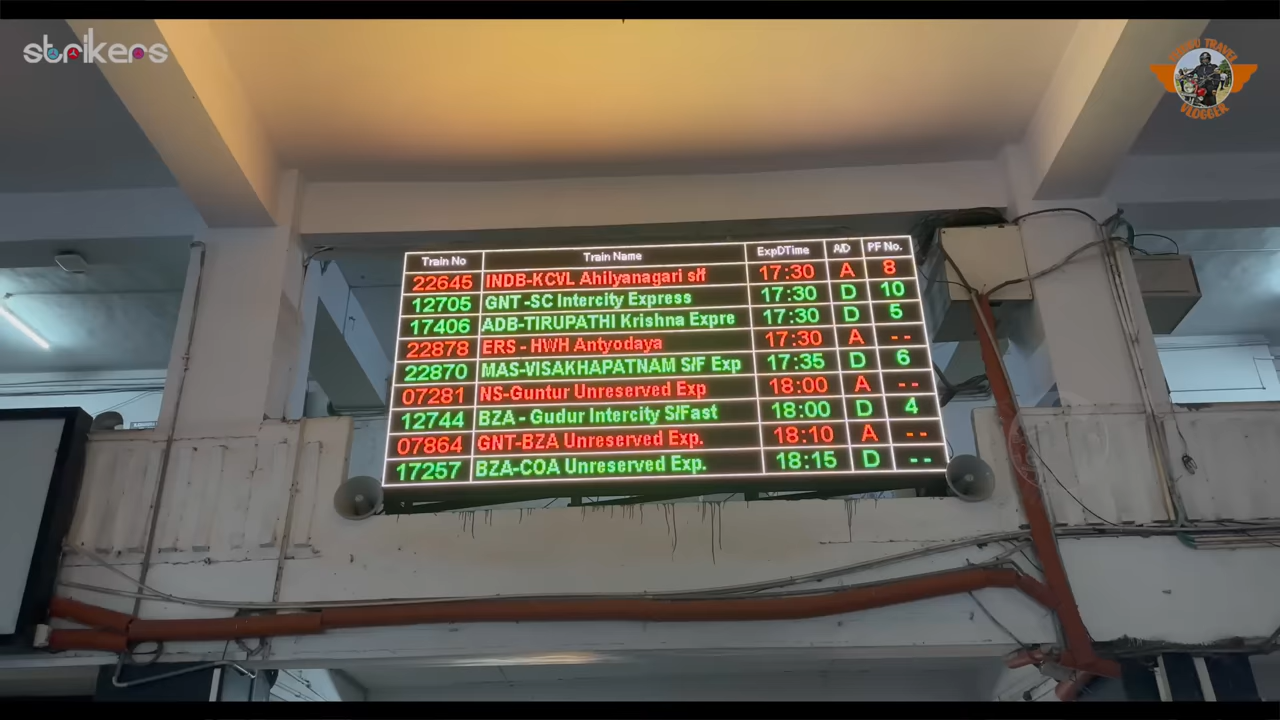 strikers
TRAVEL
VLOGGER
Train No Train Name ExpDTime A/D PF No.
22645 INDB-KCVL Ahilyanagari s/f 17:30 A 8
12705 GNT -SC Intercity Express 17:30 D 10
17406 ADB-TIRUPATHI Krishna Expre 17:30 D 5
22878 ERS - HWH Antyodaya 17:30 A --
22870 MAS-VISAKHAPATNAM S/F Exp 17:35 D 6
07281 NS-Guntur Unreserved Exp 18:00 A --
12744 BZA - Gudur Intercity S/Fast 18:00 D 4
07864 GNT-BZA Unreserved Exp. 18:10 A --
17257 BZA-COA Unreserved Exp. 18:15 D --